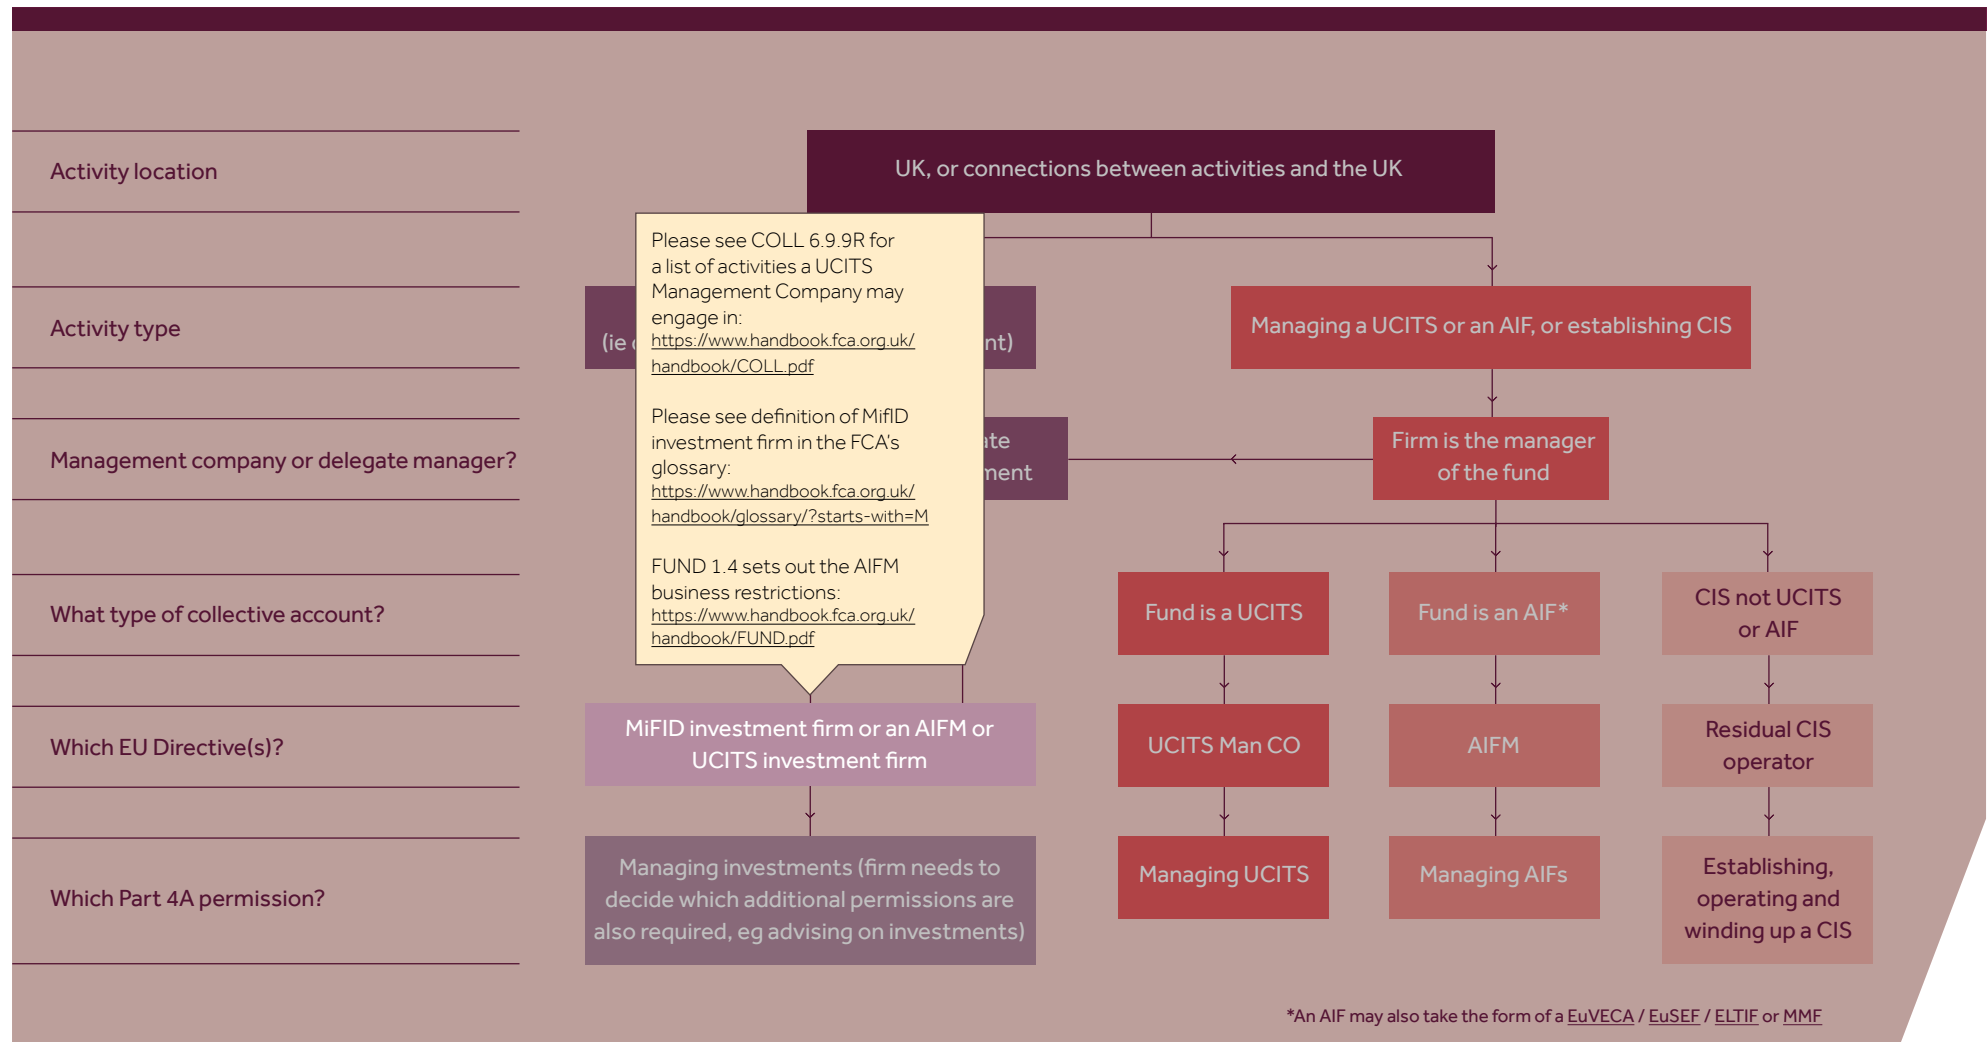 Activity location
UK, or connections between activities and the UK
Please see COLL 6.9.9R for
a list of activities a UCITS
Management Company may
engage in:
https://www.handbook.fca.org.uk/
handbook/COLL.pdf
Please see definition of MifID
investment firm in the FCA's
glossary:
https://www.handbook.fca.org.uk/
handbook/glossary/?starts-with=M
FUND 1.4 sets out the AIFM
business restrictions:
https://www.handbook.fca.org.uk/
handbook/FUND.pdf
Activity type
(ie
Managing a UCITS or an AIF, or establishing CIS
Management company or delegate manager?
Firm is the manager
of the fund
What type of collective account?
Fund is a UCITS
Fund is an AIF*
CIS not UCITS
or AIF
Which EU Directive(s)?
MiFID investment firm or an AIFM or
UCITS investment firm
UCITS Man CO
AIFM
Residual CIS
operator
Which Part 4A permission?
Managing investments (firm needs to
decide which additional permissions are
also required, eg advising on investments)
Managing UCITS
Managing AIFs
Establishing,
operating and
winding up a CIS
*An AIF may also take the form of a EuVECA / EuSEF / ELTIF or MMF